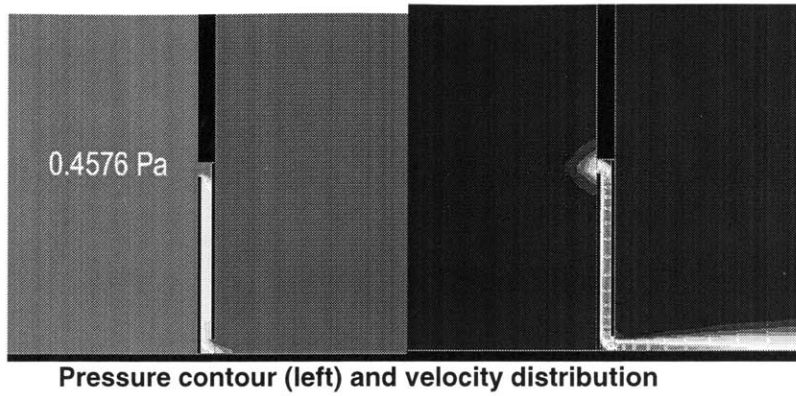 0.4576 Pa
Pressure contour (left) and velocity distribution